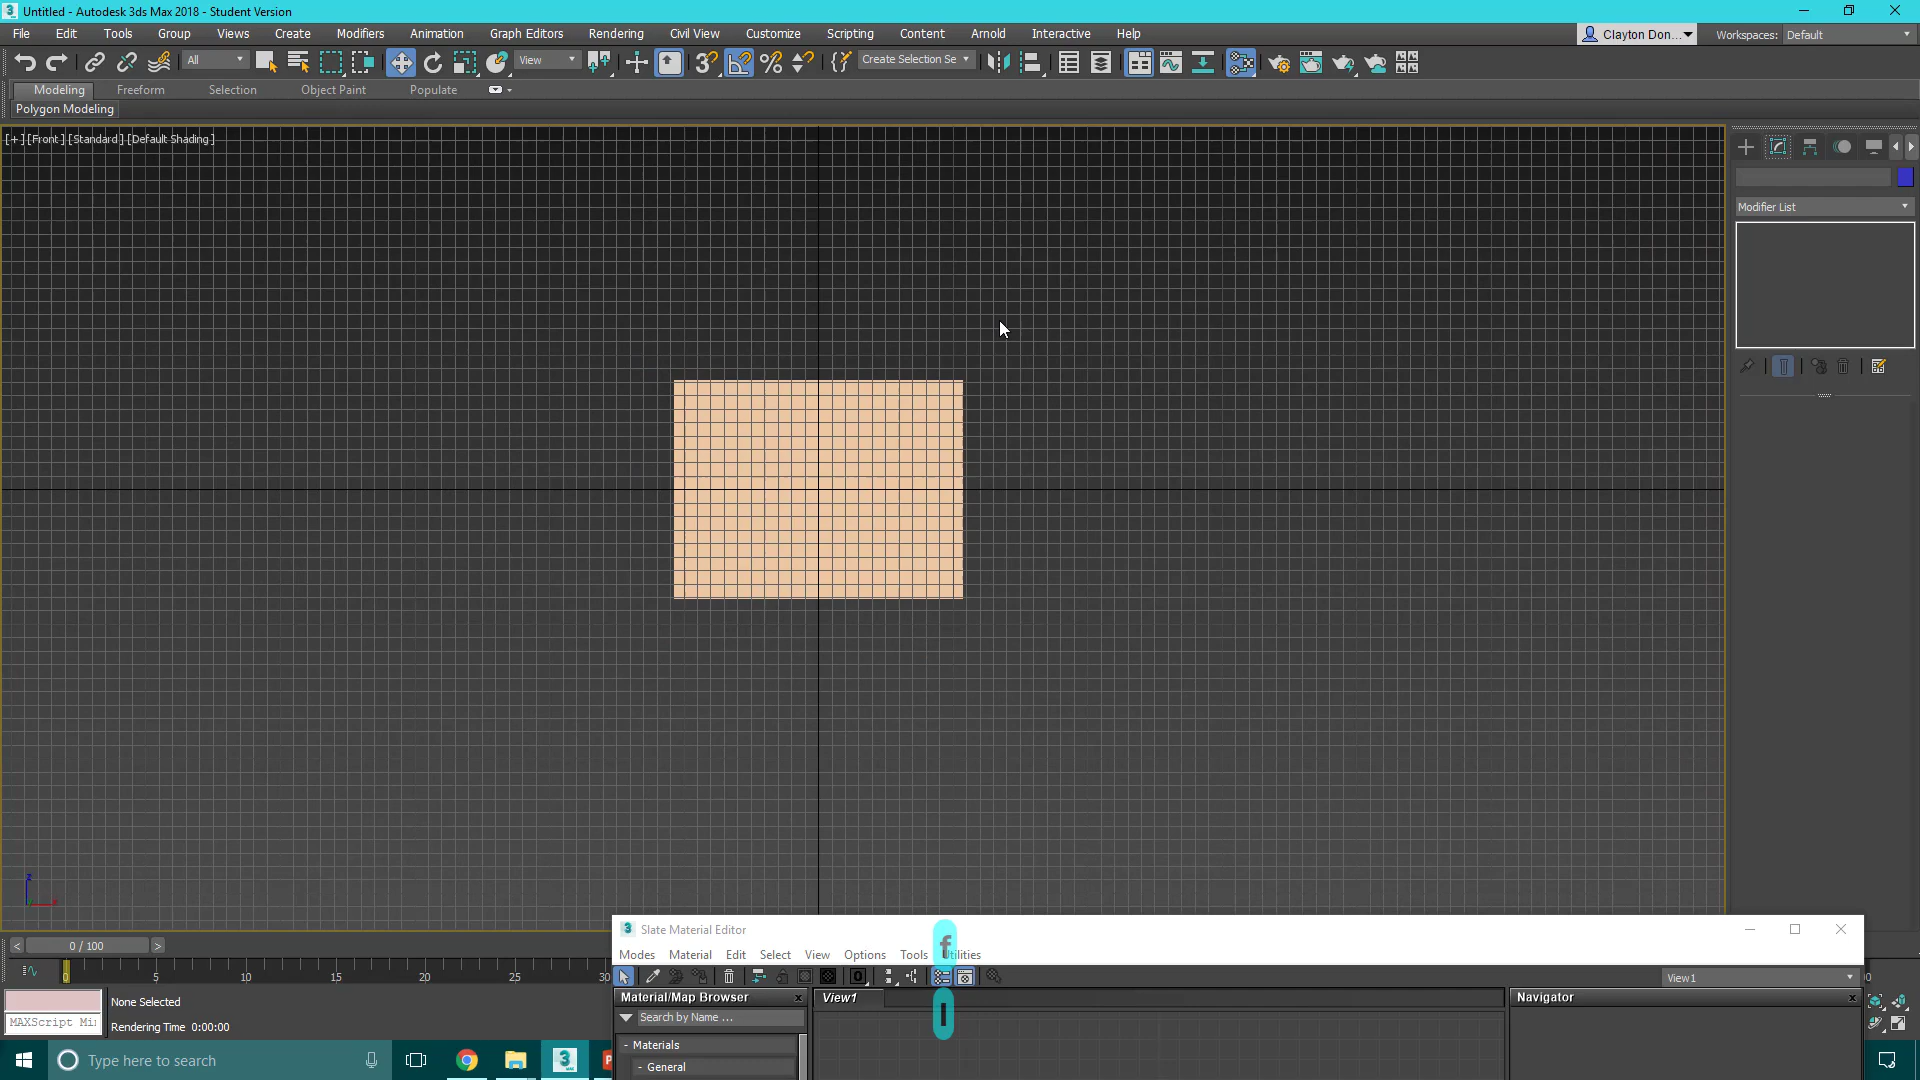 Untitled - Autodesk 3ds Max 2018 - Student Version
File Edit Tools Group Views Create Modifiers Animation Graph Editors Rendering Civil View Customize Scripting Content Arnold Interactive Help
Clayton Don... Workspaces: Default
All View Create Selection Se
Modeling Freeform Selection Object Paint Populate
Polygon Modeling
[+] [Front] [Standard] [Default Shading]
Modifier List
z
Slate Material Editor
f
Modes Material Edit Select View Options Tools Utilities
0 / 100
0 5 10 15 20 25 30
View1
Material/Map Browser
View1
Navigator
None Selected
MAXScript Mi
Search by Name ...
Rendering Time 0:00:00
- Materials
- General
Type here to search